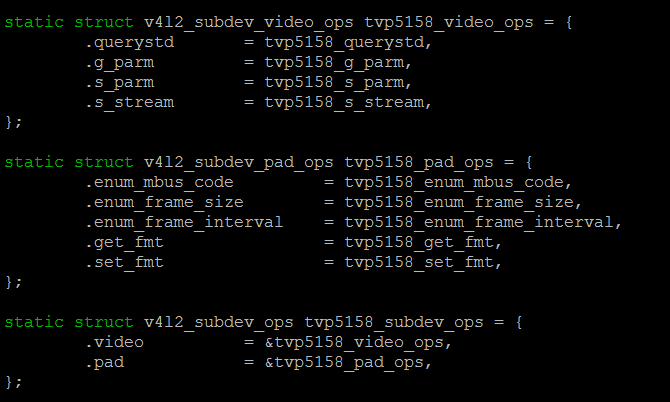 static struct v4l2_subdev_video_ops tvp5158_video_ops = {
        .querystd       = tvp5158_querystd,
        .g_parm         = tvp5158_g_parm,
        .s_parm         = tvp5158_s_parm,
        .s_stream       = tvp5158_s_stream,
};

static struct v4l2_subdev_pad_ops tvp5158_pad_ops = {
        .enum_mbus_code         = tvp5158_enum_mbus_code,
        .enum_frame_size        = tvp5158_enum_frame_size,
        .enum_frame_interval    = tvp5158_enum_frame_interval,
        .get_fmt                = tvp5158_get_fmt,
        .set_fmt                = tvp5158_set_fmt,
};

static struct v4l2_subdev_ops tvp5158_subdev_ops = {
        .video          = &tvp5158_video_ops,
        .pad            = &tvp5158_pad_ops,
};